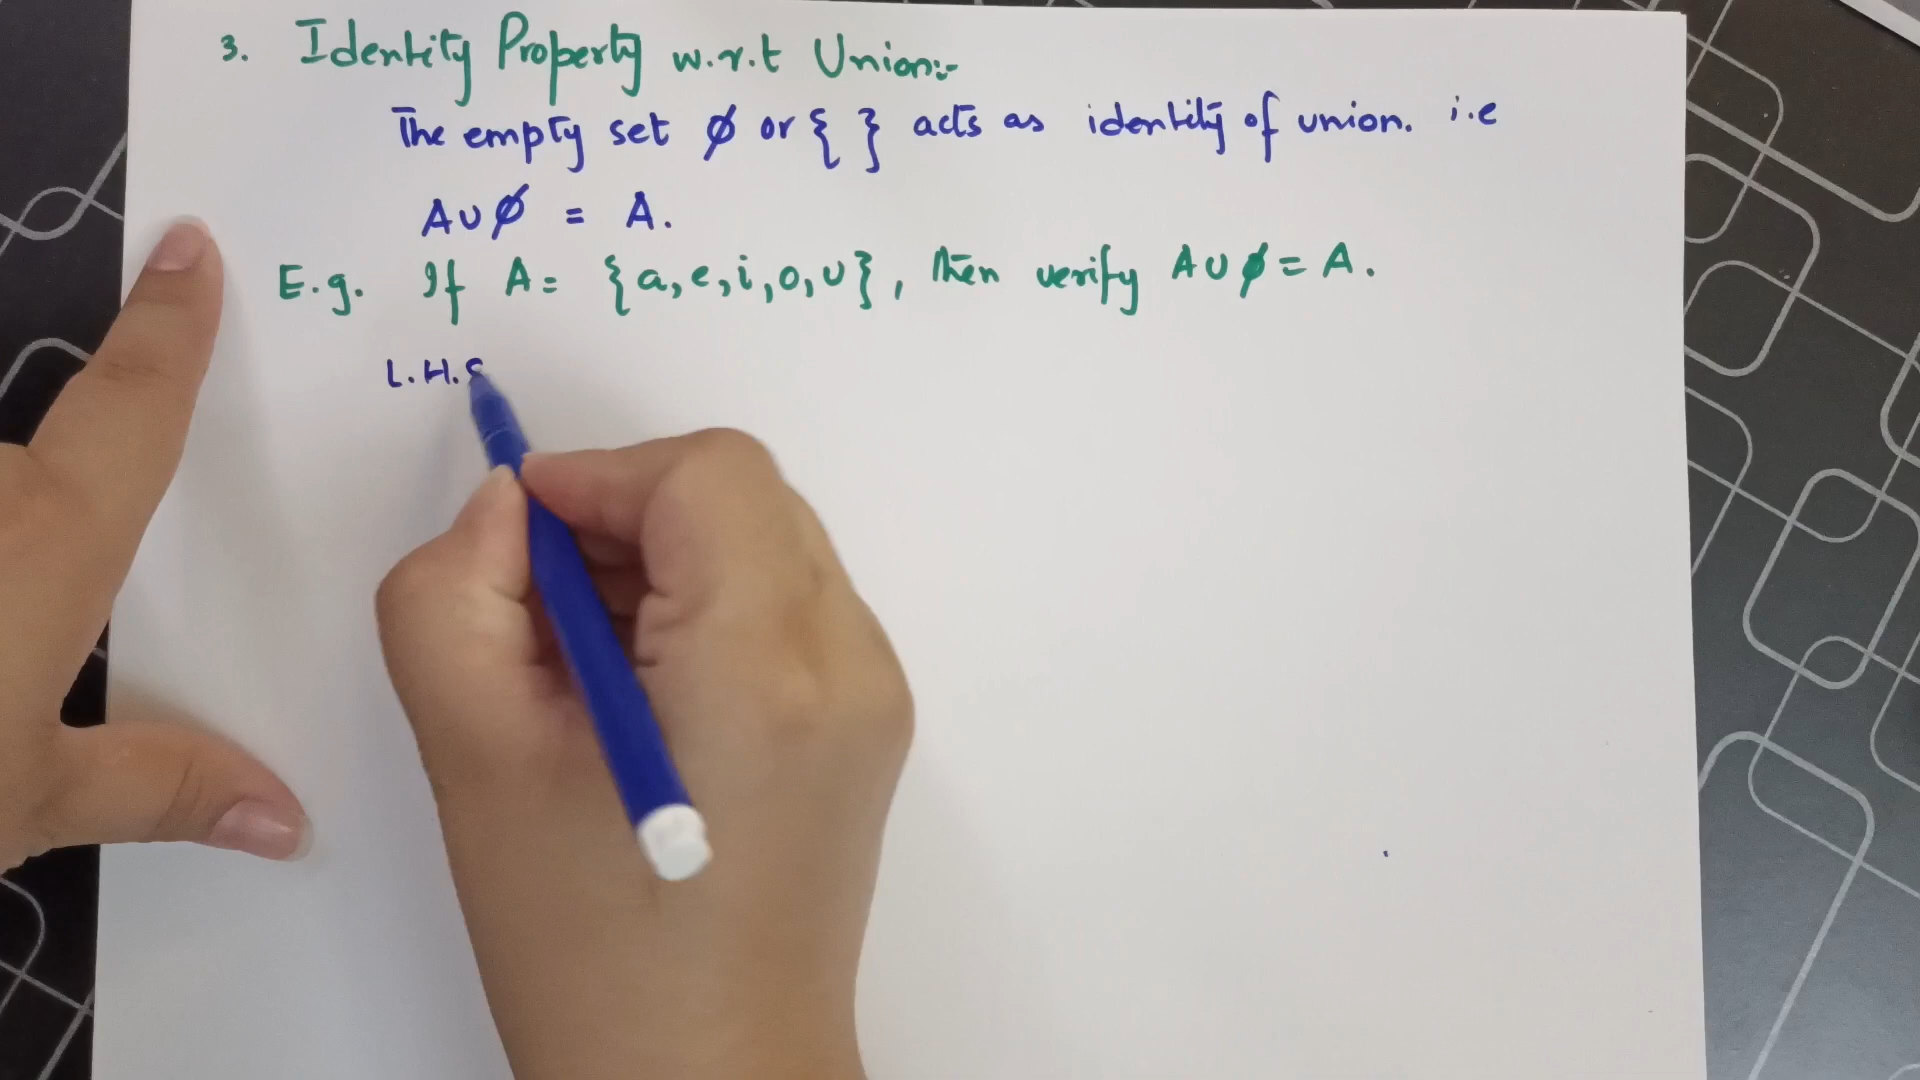 3. Identity Property w.r.t Union:-
The empty set ∅ or { } acts as identity of union. i.e
A∪∅ = A.
E.g. If A = {a,e,i,o,u}, then verify A∪∅ = A.
L.H.S